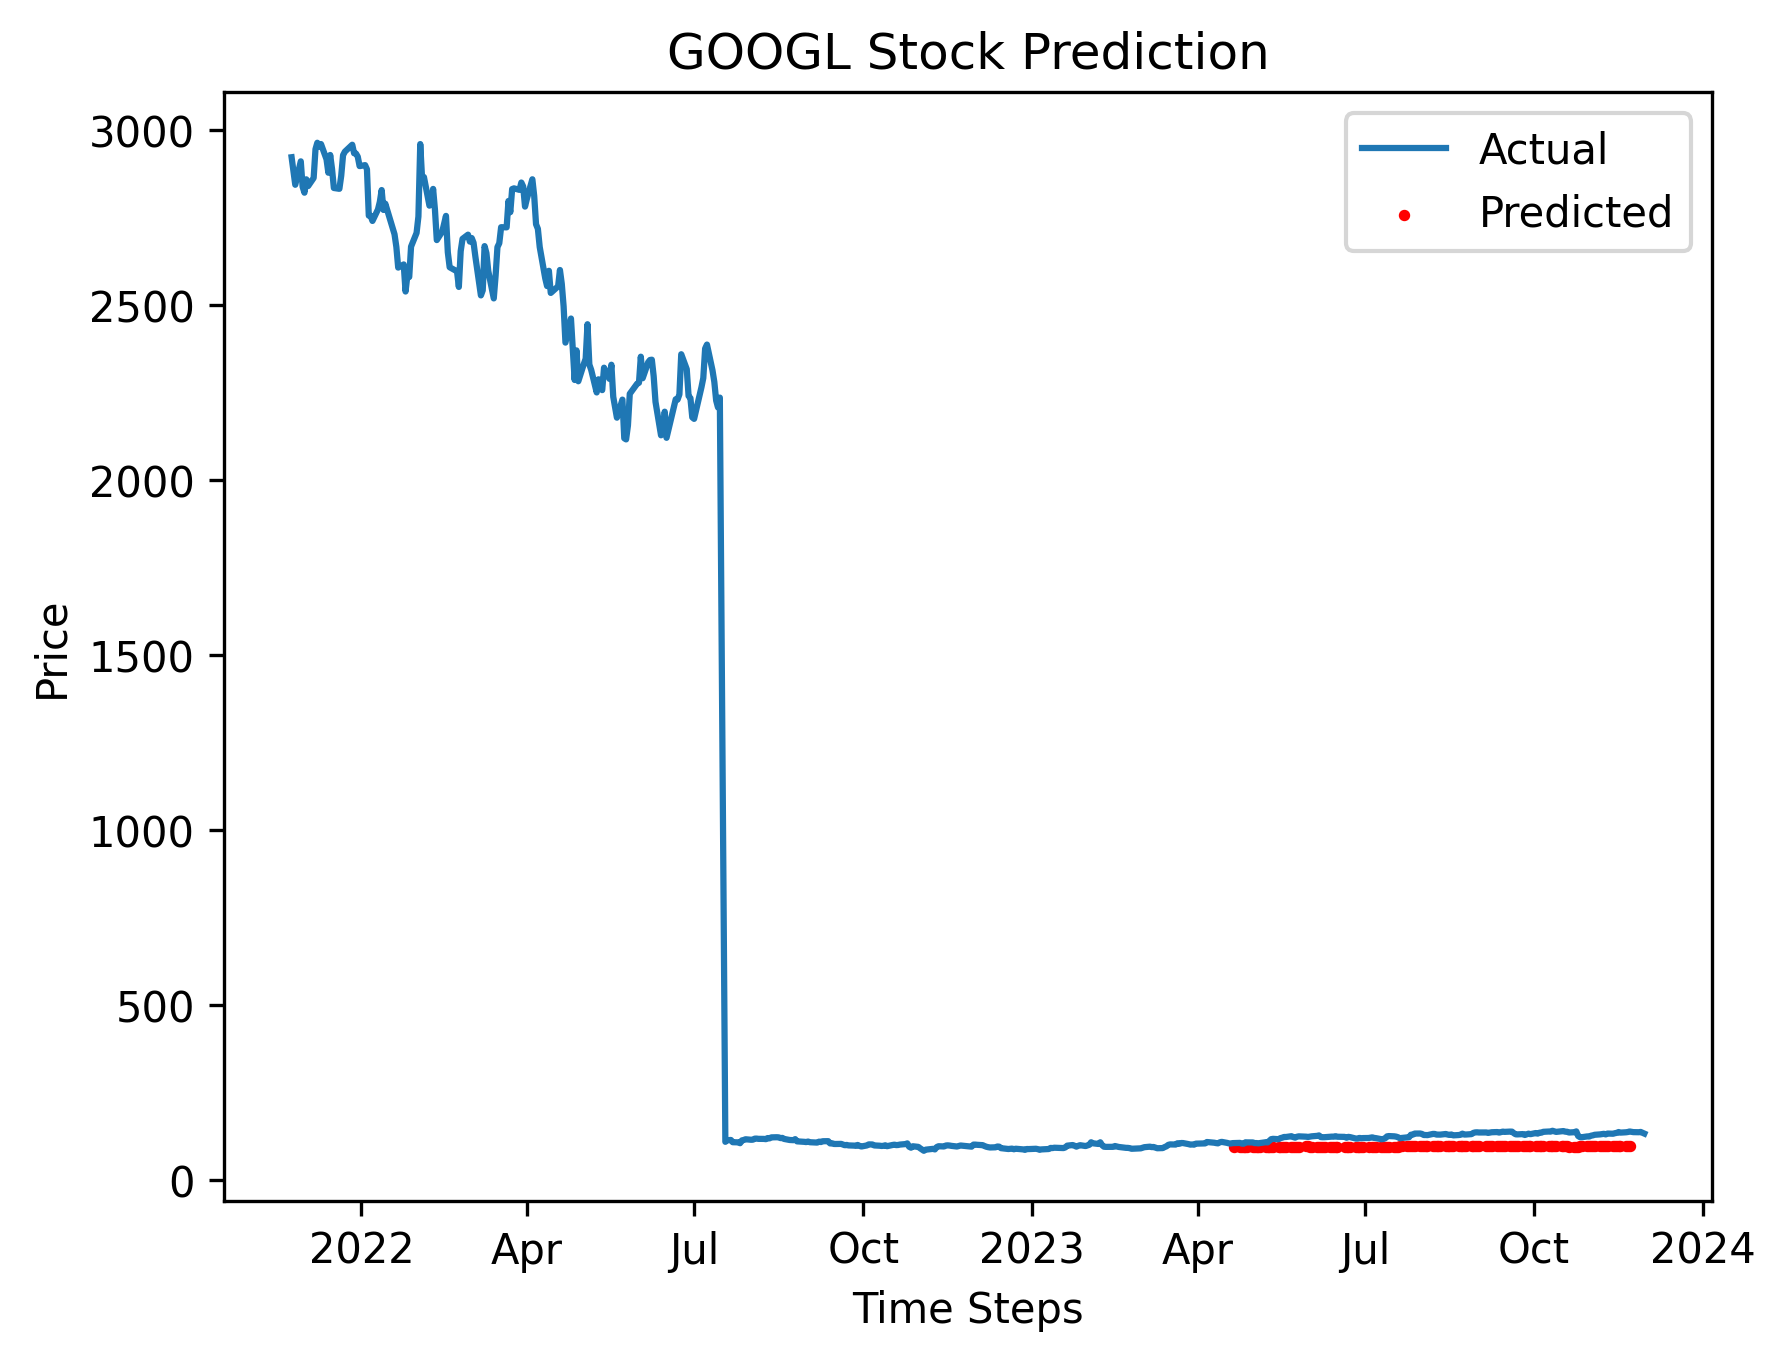 GOOGL Stock Prediction
Actual
Predicted
3000
2500
2000
1500
1000
500
0
Price
2022 Apr Jul Oct 2023 Apr Jul Oct 2024
Time Steps